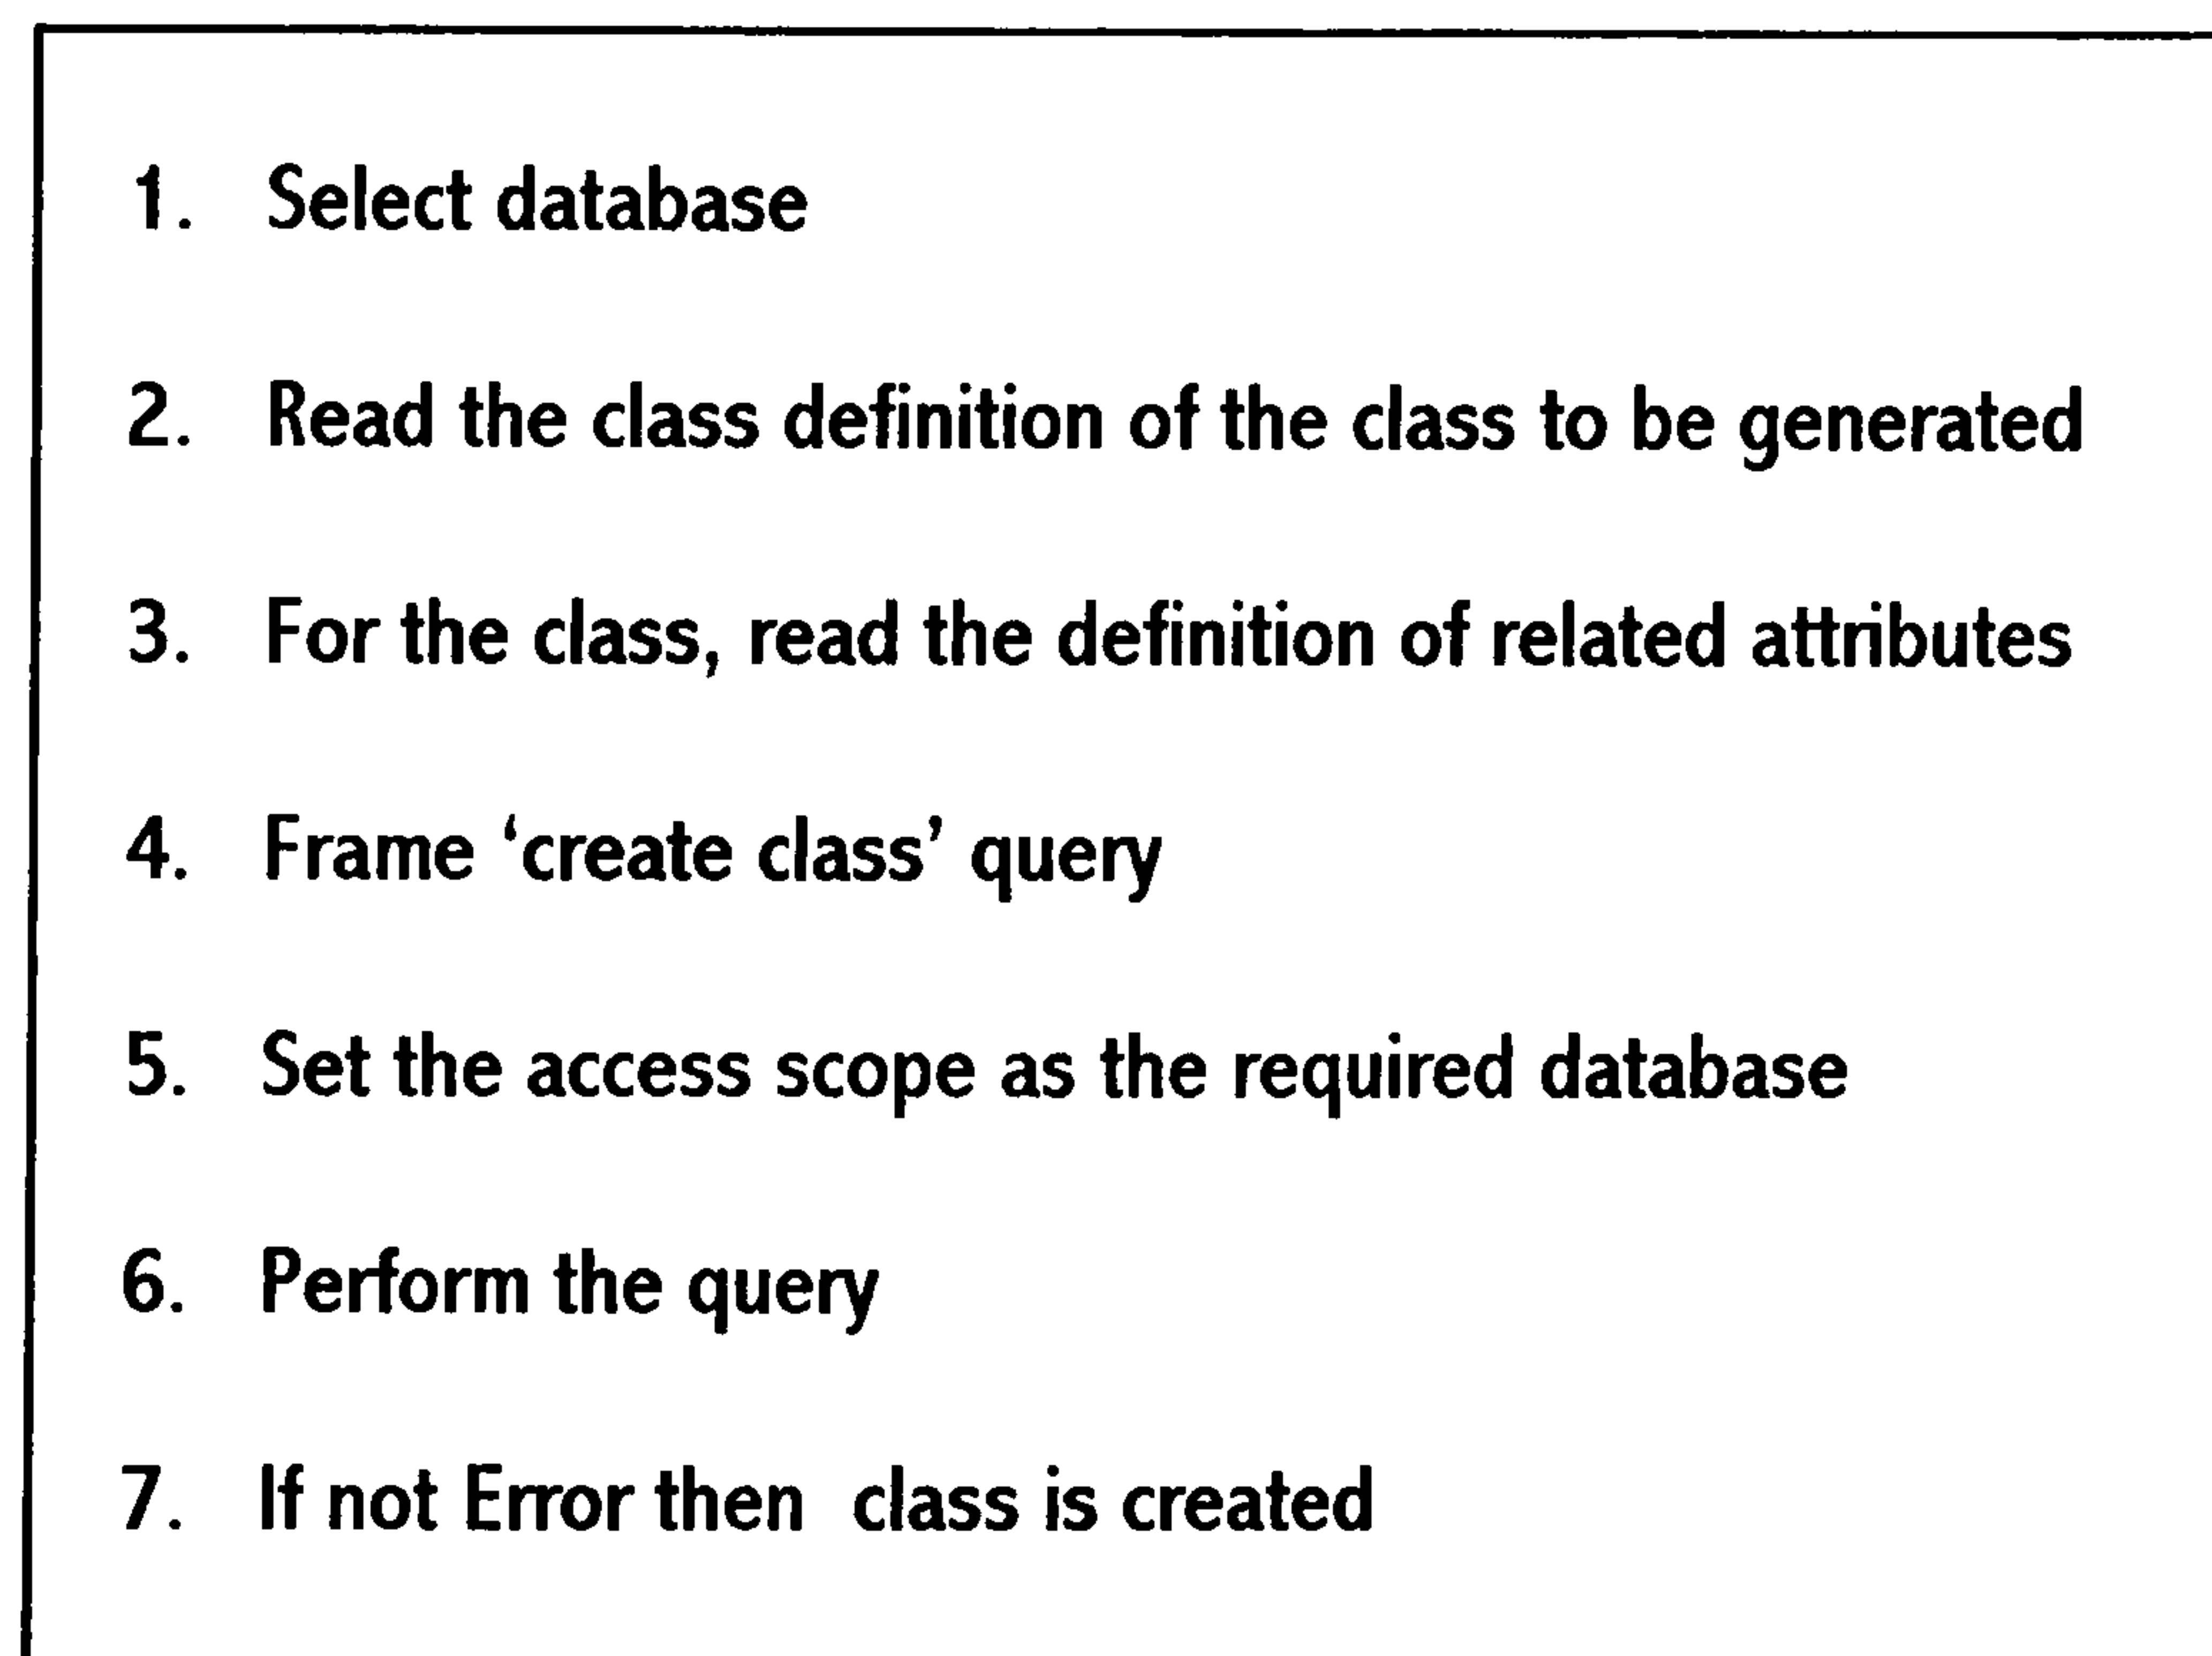 1. Select database
2. Read the class definition of the class to be generated
3. For the class, read the definition of related attributes
4. Frame ‘create class’ query
5. Set the access scope as the required database
6. Perform the query
7. If not Error then class is created